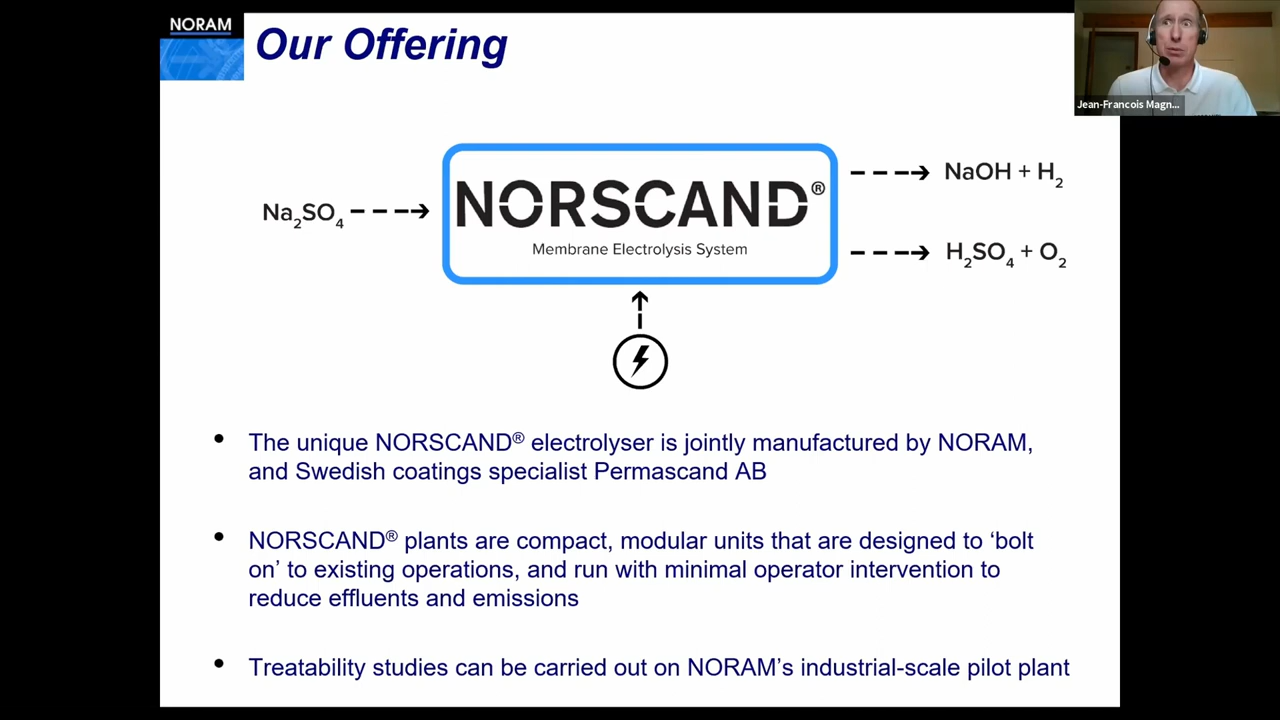 NORAM
Our Offering
Jean-Francois Magn...
Na₂SO₄
NORSCAND®
Membrane Electrolysis System
NaOH + H₂
H₂SO₄ + O₂
• The unique NORSCAND® electrolyser is jointly manufactured by NORAM,
and Swedish coatings specialist Permascand AB
• NORSCAND® plants are compact, modular units that are designed to ‘bolt
on’ to existing operations, and run with minimal operator intervention to
reduce effluents and emissions
• Treatability studies can be carried out on NORAM’s industrial-scale pilot plant